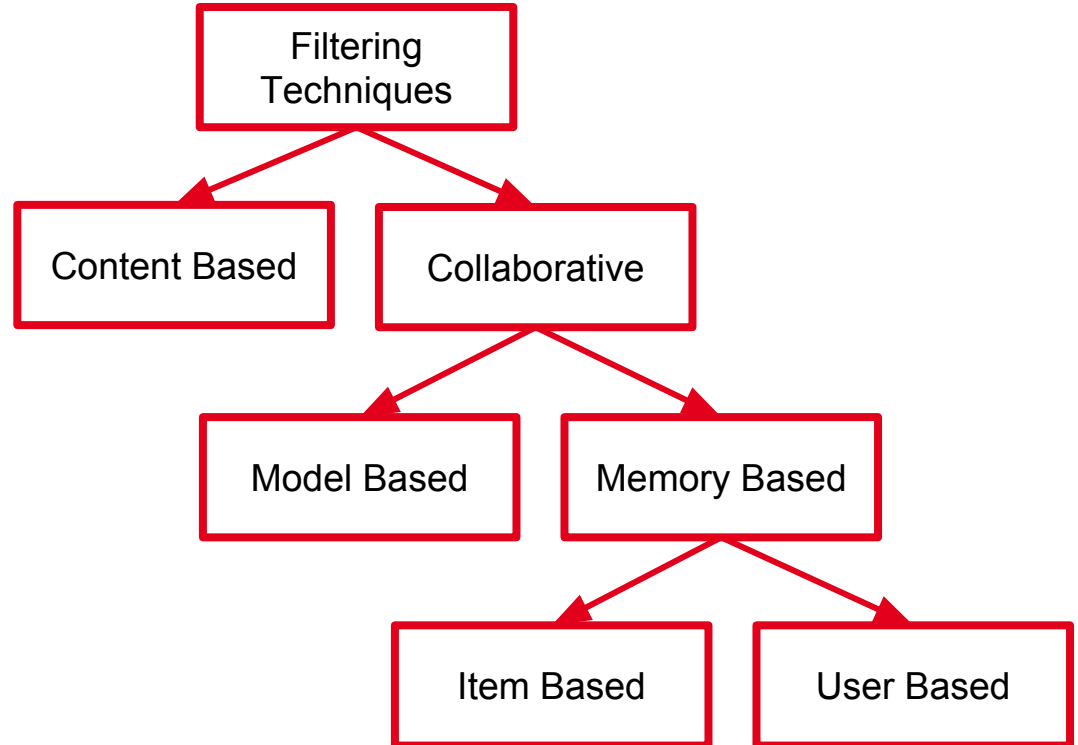 Filtering
Techniques
Content Based
Collaborative
Model Based
Memory Based
Item Based
User Based